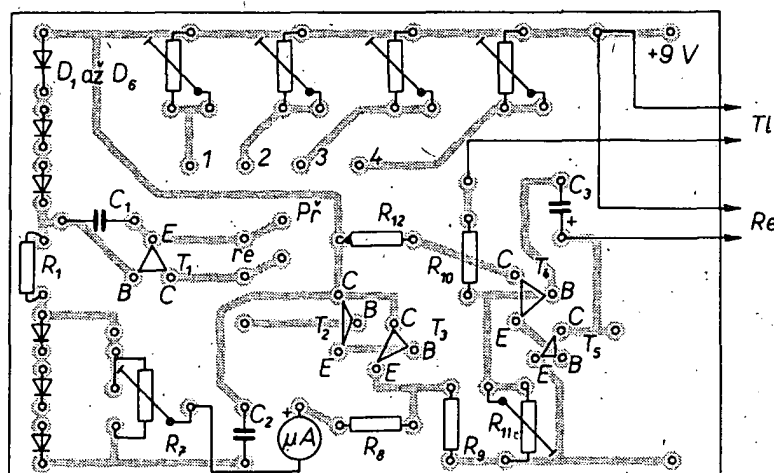 +9 V
D₁ až D₆
Tl
1 2 3 4
C₃
+
C₁
Př
R₁₂
Re
E
re
R₁
T₁
B C
R₁₀
C T₄ B
C
B
T₂
C
T₃
E
C
T₅
E
B
E
E B
+
μA
C₂
R₇
R₈
R₉
R₁₁